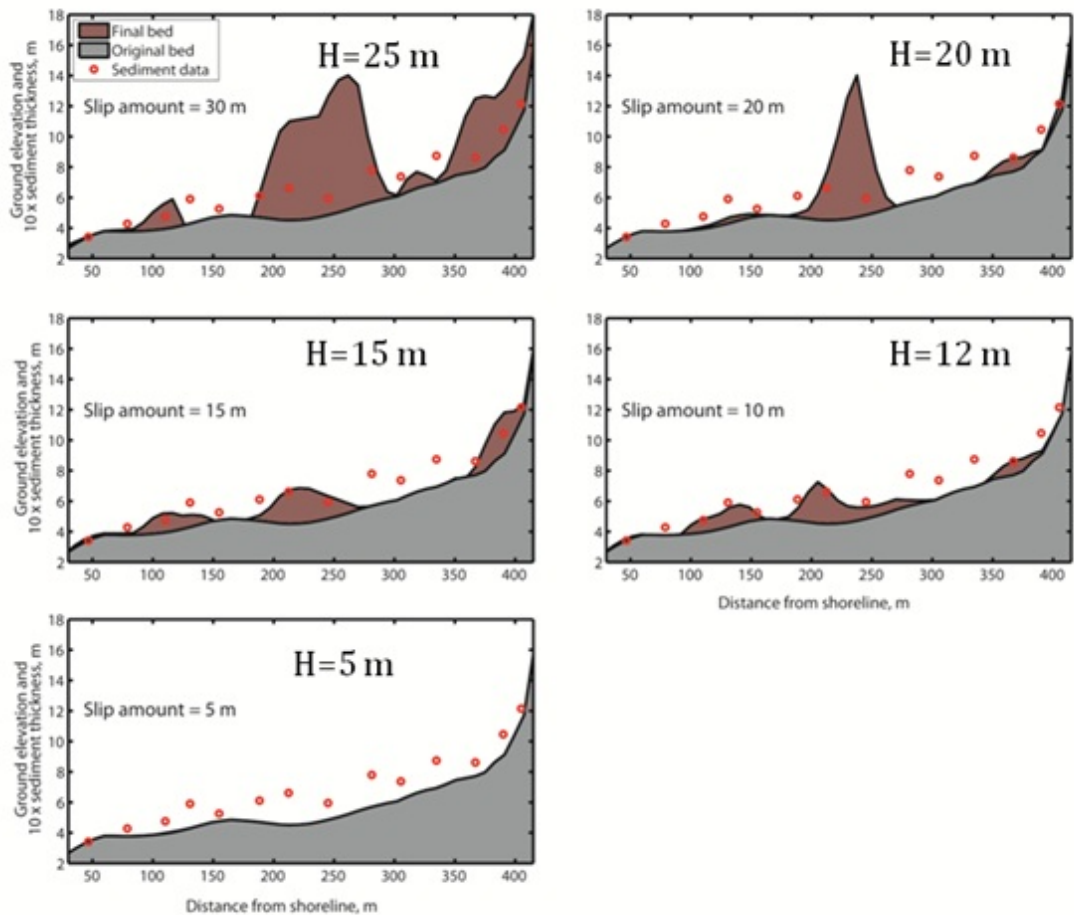 Final bed
Original bed
Sediment data
H=25 m
Slip amount = 30 m
Ground elevation and
10 x sediment thickness, m
18
16
14
12
10
8
6
4
2
50 100 150 200 250 300 350 400
H=20 m
Slip amount = 20 m
18
16
14
12
10
8
6
4
2
50 100 150 200 250 300 350 400
H=15 m
Slip amount = 15 m
Ground elevation and
10 x sediment thickness, m
18
16
14
12
10
8
6
4
2
50 100 150 200 250 300 350 400
H=12 m
Slip amount = 10 m
18
16
14
12
10
8
6
4
2
50 100 150 200 250 300 350 400
Distance from shoreline, m
H=5 m
Slip amount = 5 m
Ground elevation and
10 x sediment thickness, m
18
16
14
12
10
8
6
4
2
50 100 150 200 250 300 350 400
Distance from shoreline, m